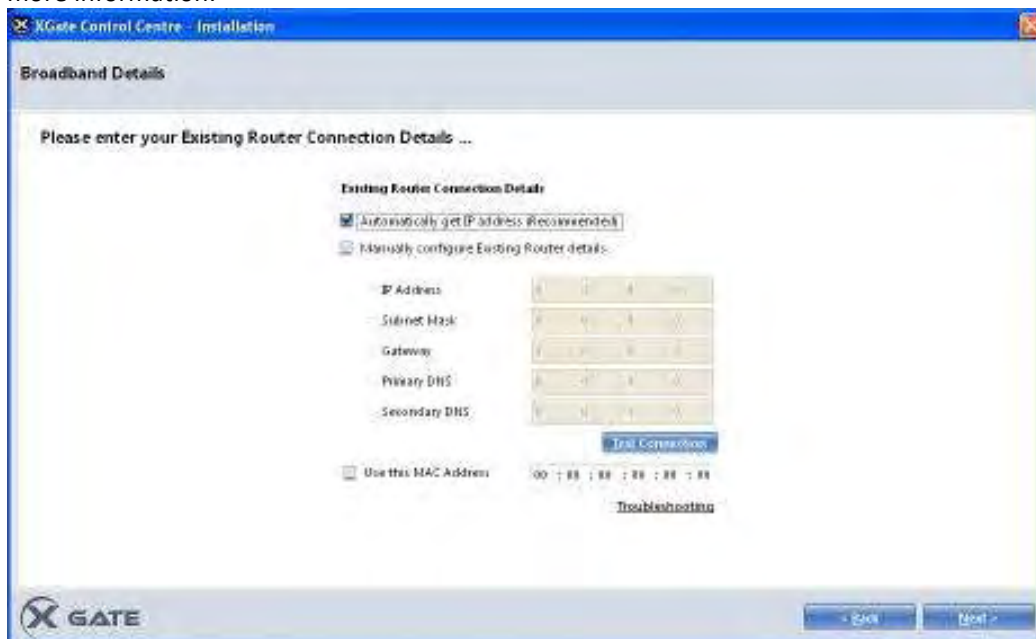 more information.
XGate Control Centre - Installation
Broadband Details
Please enter your Existing Router Connection Details ...
Existing Router Connection Details
Automatically get IP address (Recommended)
Manually configure Existing Router details
IP Address
Subnet Mask
Gateway
Primary DNS
Secondary DNS
Test Connection
Use this MAC Address
Troubleshooting
X GATE
< Back Next >